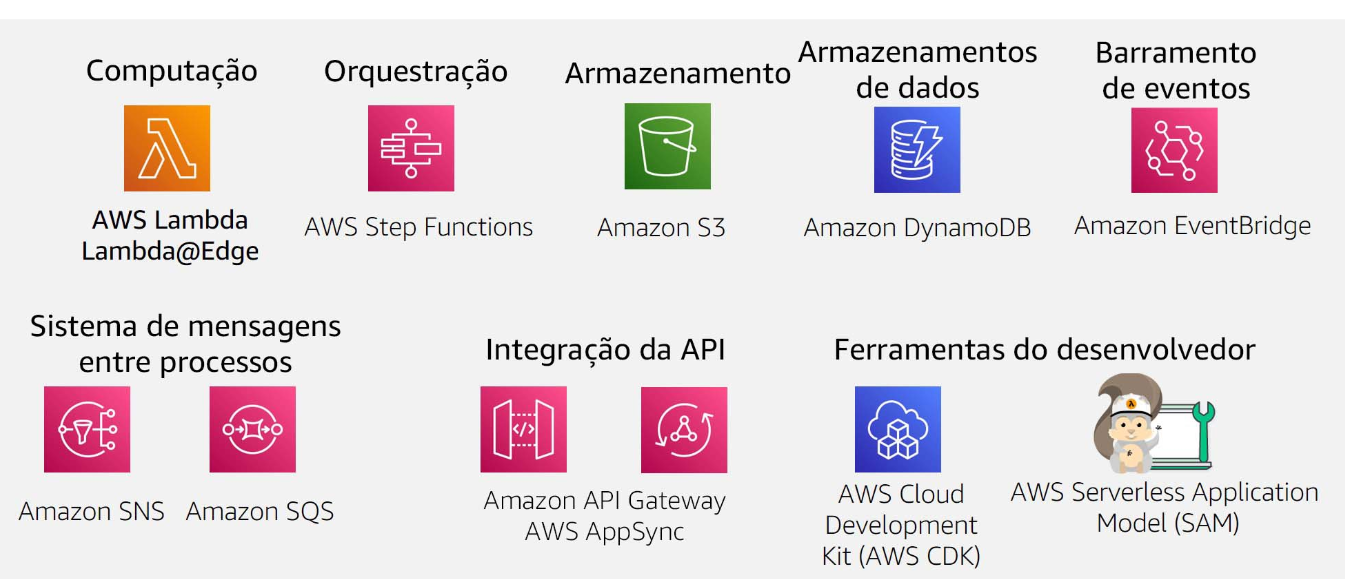 Computação
AWS Lambda
Lambda@Edge
Orquestração
AWS Step Functions
Armazenamento
Amazon S3
Armazenamentos
de dados
Amazon DynamoDB
Barramento
de eventos
Amazon EventBridge
Sistema de mensagens
entre processos
Amazon SNS
Amazon SQS
Integração da API
</>
Amazon API Gateway
AWS AppSync
Ferramentas do desenvolvedor
AWS Cloud
Development
Kit (AWS CDK)
AWS Serverless Application
Model (SAM)